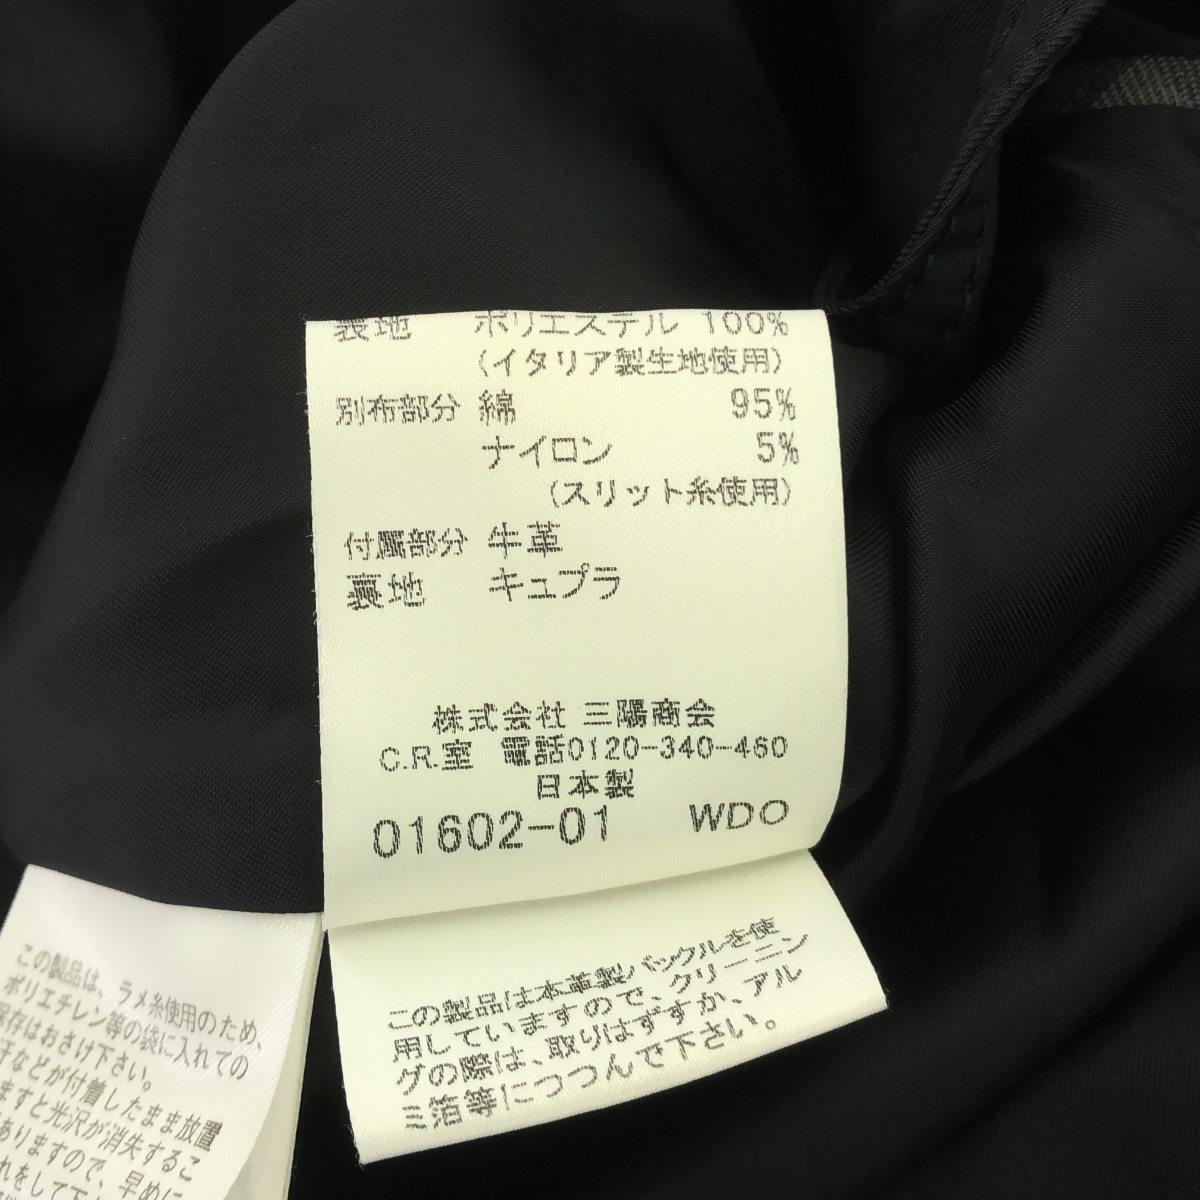 表地 ポリエステル 100%
(イタリア製生地使用)
別布部分 綿 95%
ナイロン 5%
(スリット糸使用)
付属部分 牛革
裏地 キュプラ
株式会社 三陽商会
C.R.室 電話0120-340-460
日本製
01602-01 WDO
この製品は本革製バックルを使
用していますので、クリーニン
グの際は、取りはずすか、アル
ミ箔等につつんで下さい。
この製品は、ラメ糸使用のため、
ポリエチレン等の袋に入れての
保存はおさけ下さい。
汗などが付着したまま放置
ますと光沢が消失するこ
ありますので、早めに
れをして下